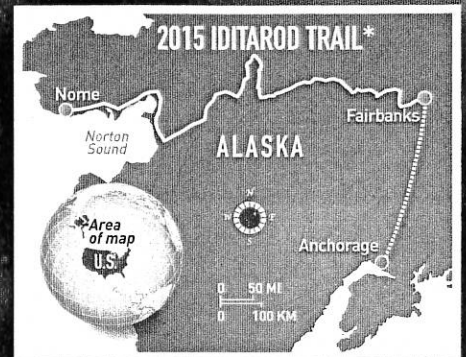 2015 IDITAROD TRAIL*
Nome
Fairbanks
Norton
Sound
ALASKA
Area
of map
U.S.
N
W E
S
Anchorage
0 50 MI
0 100 KM